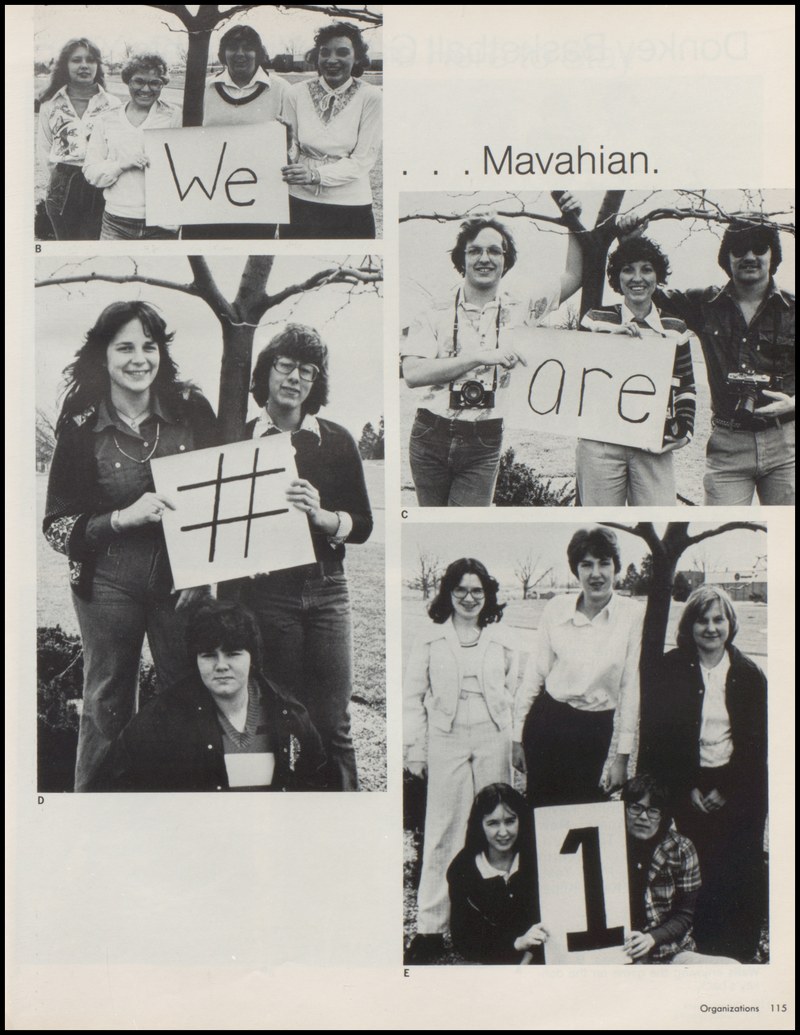 We
B
. . . Mavahian.
are
C
#
D
1
E
Organizations 115